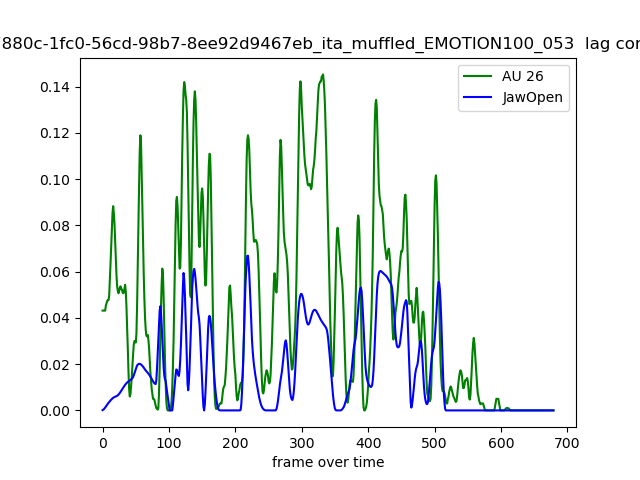 880c-1fc0-56cd-98b7-8ee92d9467eb_ita_muffled_EMOTION100_053 lag
AU 26
JawOpen
0.14
0.12
0.10
0.08
0.06
0.04
0.02
0.00
0 100 200 300 400 500 600 700
frame over time